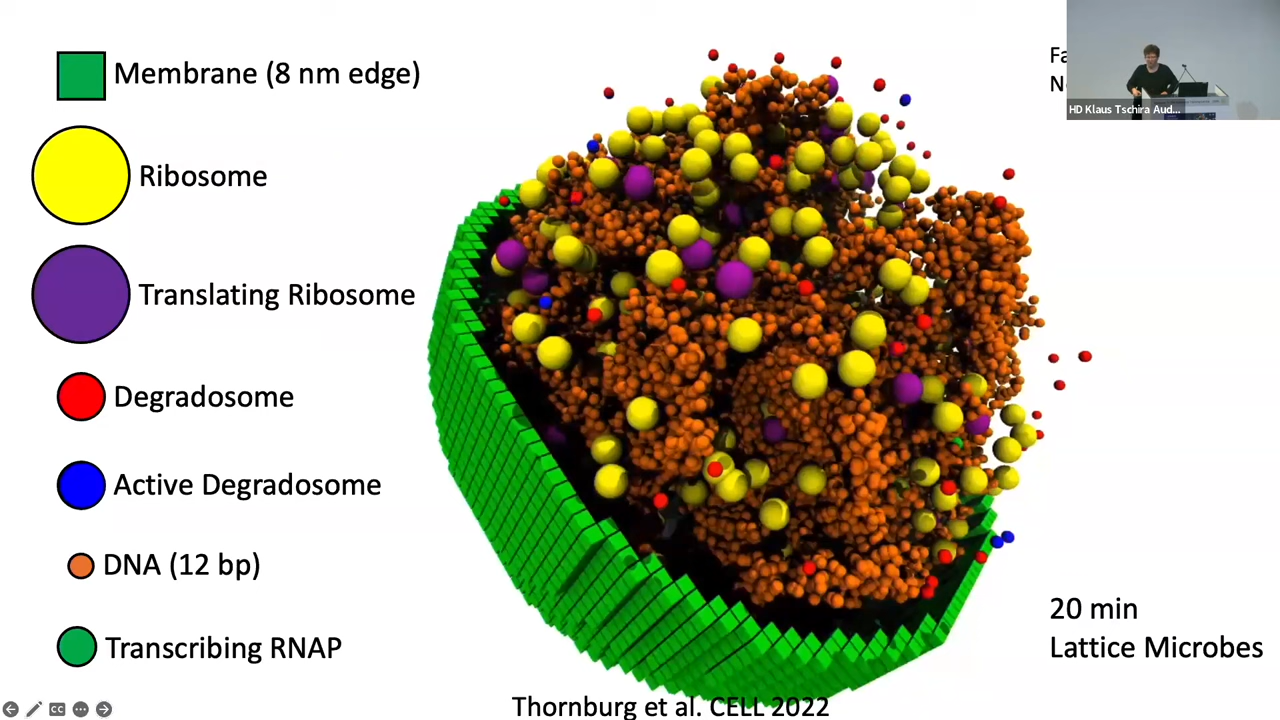 Membrane (8 nm edge)
Ribosome
Translating Ribosome
Degradosome
Active Degradosome
DNA (12 bp)
Transcribing RNAP
HD Klaus Tschira Aud...
20 min
Lattice Microbes
Thornburg et al. CELL 2022
CC